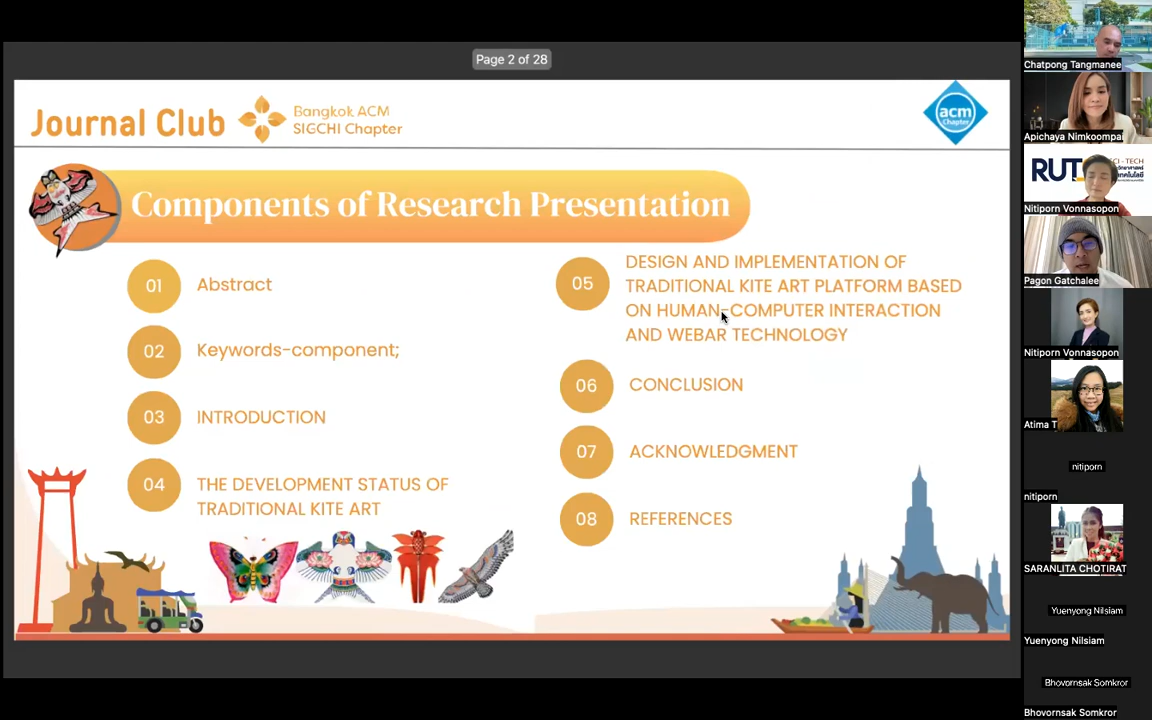 Page 2 of 28
Journal Club
Bangkok ACM
SIGCHI Chapter
acm
Chapter
Components of Research Presentation
01
Abstract
02
Keywords-component;
03
INTRODUCTION
04
THE DEVELOPMENT STATUS OF
TRADITIONAL KITE ART
05
DESIGN AND IMPLEMENTATION OF
TRADITIONAL KITE ART PLATFORM BASED
ON HUMAN-COMPUTER INTERACTION
AND WEBAR TECHNOLOGY
06
CONCLUSION
07
ACKNOWLEDGMENT
08
REFERENCES
Chatpong Tangmanee
Apichaya Nimkoompai
RUT
CI - TECH
Nitiporn Vonnasopon
Pagon Gatchalee
Nitiporn Vonnasopon
Atima T
nitiporn
nitiporn
SARANLITA CHOTIRAT
Yuenyong Nilsiam
Yuenyong Nilsiam
Bhovornsak Somkror
Bhovornsak Somkror